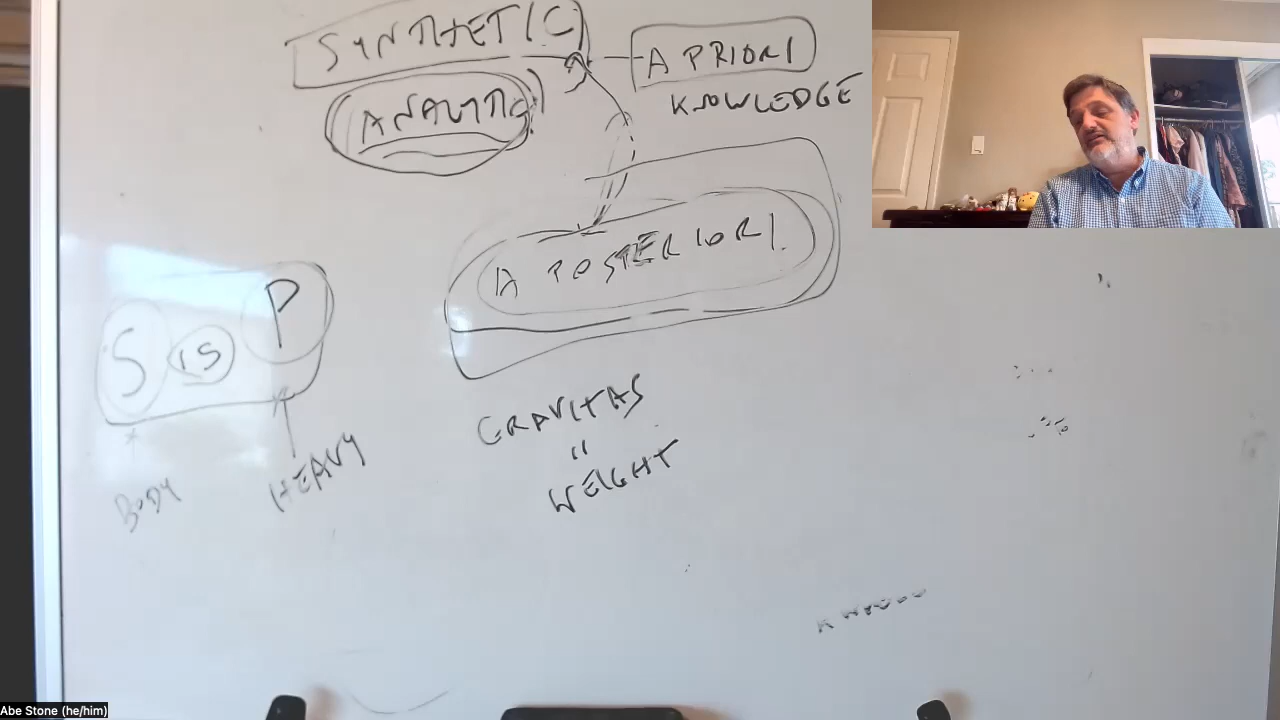 SYNTHETIC
A PRIORI
KNOWLEDGE
ANALYTIC
A POSTERIORI
S IS P
BODY
HEAVY
GRAVITAS
"
WEIGHT
Abe Stone (he/him)